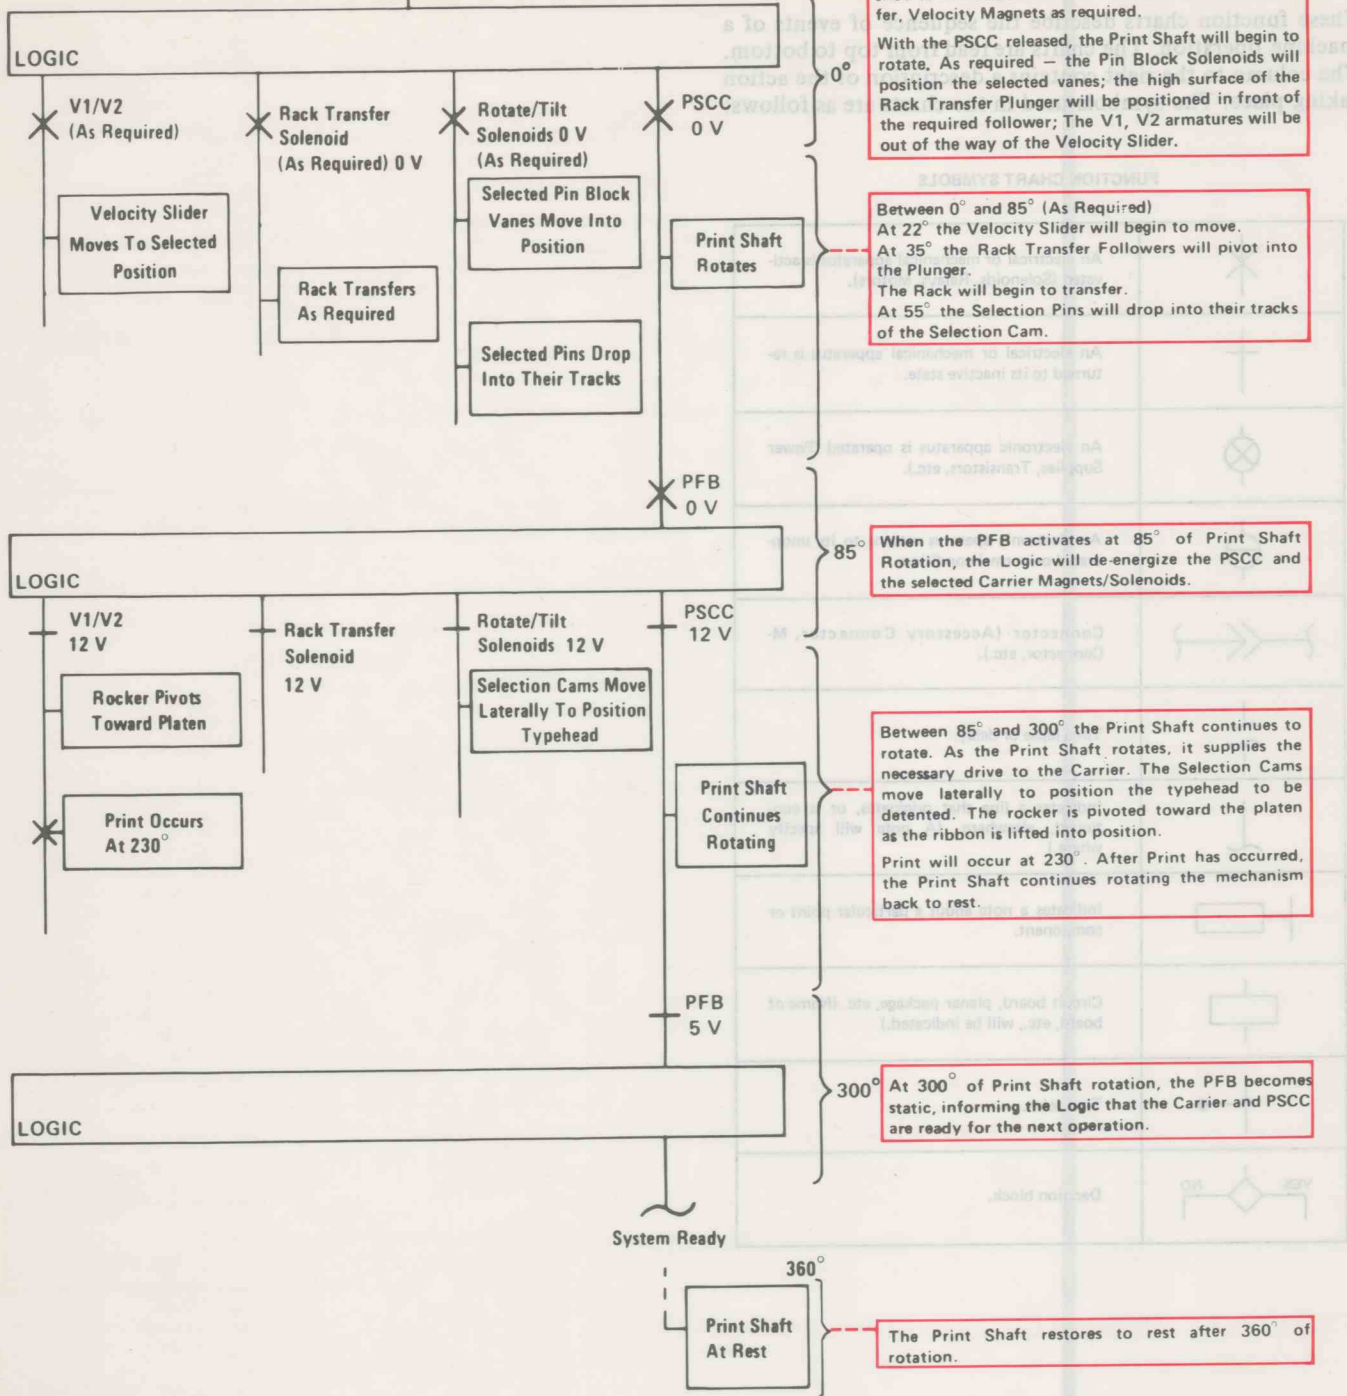 fer, Velocity Magnets as required.
With the PSCC released, the Print Shaft will begin to
rotate. As required — the Pin Block Solenoids will
position the selected vanes; the high surface of the
Rack Transfer Plunger will be positioned in front of
the required follower; The V1, V2 armatures will be
out of the way of the Velocity Slider.
LOGIC
0°
V1/V2
(As Required)
Rack Transfer
Solenoid
(As Required) 0 V
Rotate/Tilt
Solenoids 0 V
(As Required)
PSCC
0 V
Velocity Slider
Moves To Selected
Position
Rack Transfers
As Required
Selected Pin Block
Vanes Move Into
Position
Selected Pins Drop
Into Their Tracks
Print Shaft
Rotates
Between 0° and 85° (As Required)
At 22° the Velocity Slider will begin to move.
At 35° the Rack Transfer Followers will pivot into
the Plunger.
The Rack will begin to transfer.
At 55° the Selection Pins will drop into their tracks
of the Selection Cam.
PFB
0 V
LOGIC
85°
When the PFB activates at 85° of Print Shaft
Rotation, the Logic will de-energize the PSCC and
the selected Carrier Magnets/Solenoids.
V1/V2
12 V
Rack Transfer
Solenoid
12 V
Rotate/Tilt
Solenoids 12 V
PSCC
12 V
Rocker Pivots
Toward Platen
Print Occurs
At 230°
Selection Cams Move
Laterally To Position
Typehead
Print Shaft
Continues
Rotating
Between 85° and 300° the Print Shaft continues to
rotate. As the Print Shaft rotates, it supplies the
necessary drive to the Carrier. The Selection Cams
move laterally to position the typehead to be
detented. The rocker is pivoted toward the platen
as the ribbon is lifted into position.
Print will occur at 230°. After Print has occurred,
the Print Shaft continues rotating the mechanism
back to rest.
PFB
5 V
LOGIC
300°
At 300° of Print Shaft rotation, the PFB becomes
static, informing the Logic that the Carrier and PSCC
are ready for the next operation.
System Ready
360°
Print Shaft
At Rest
The Print Shaft restores to rest after 360° of
rotation.